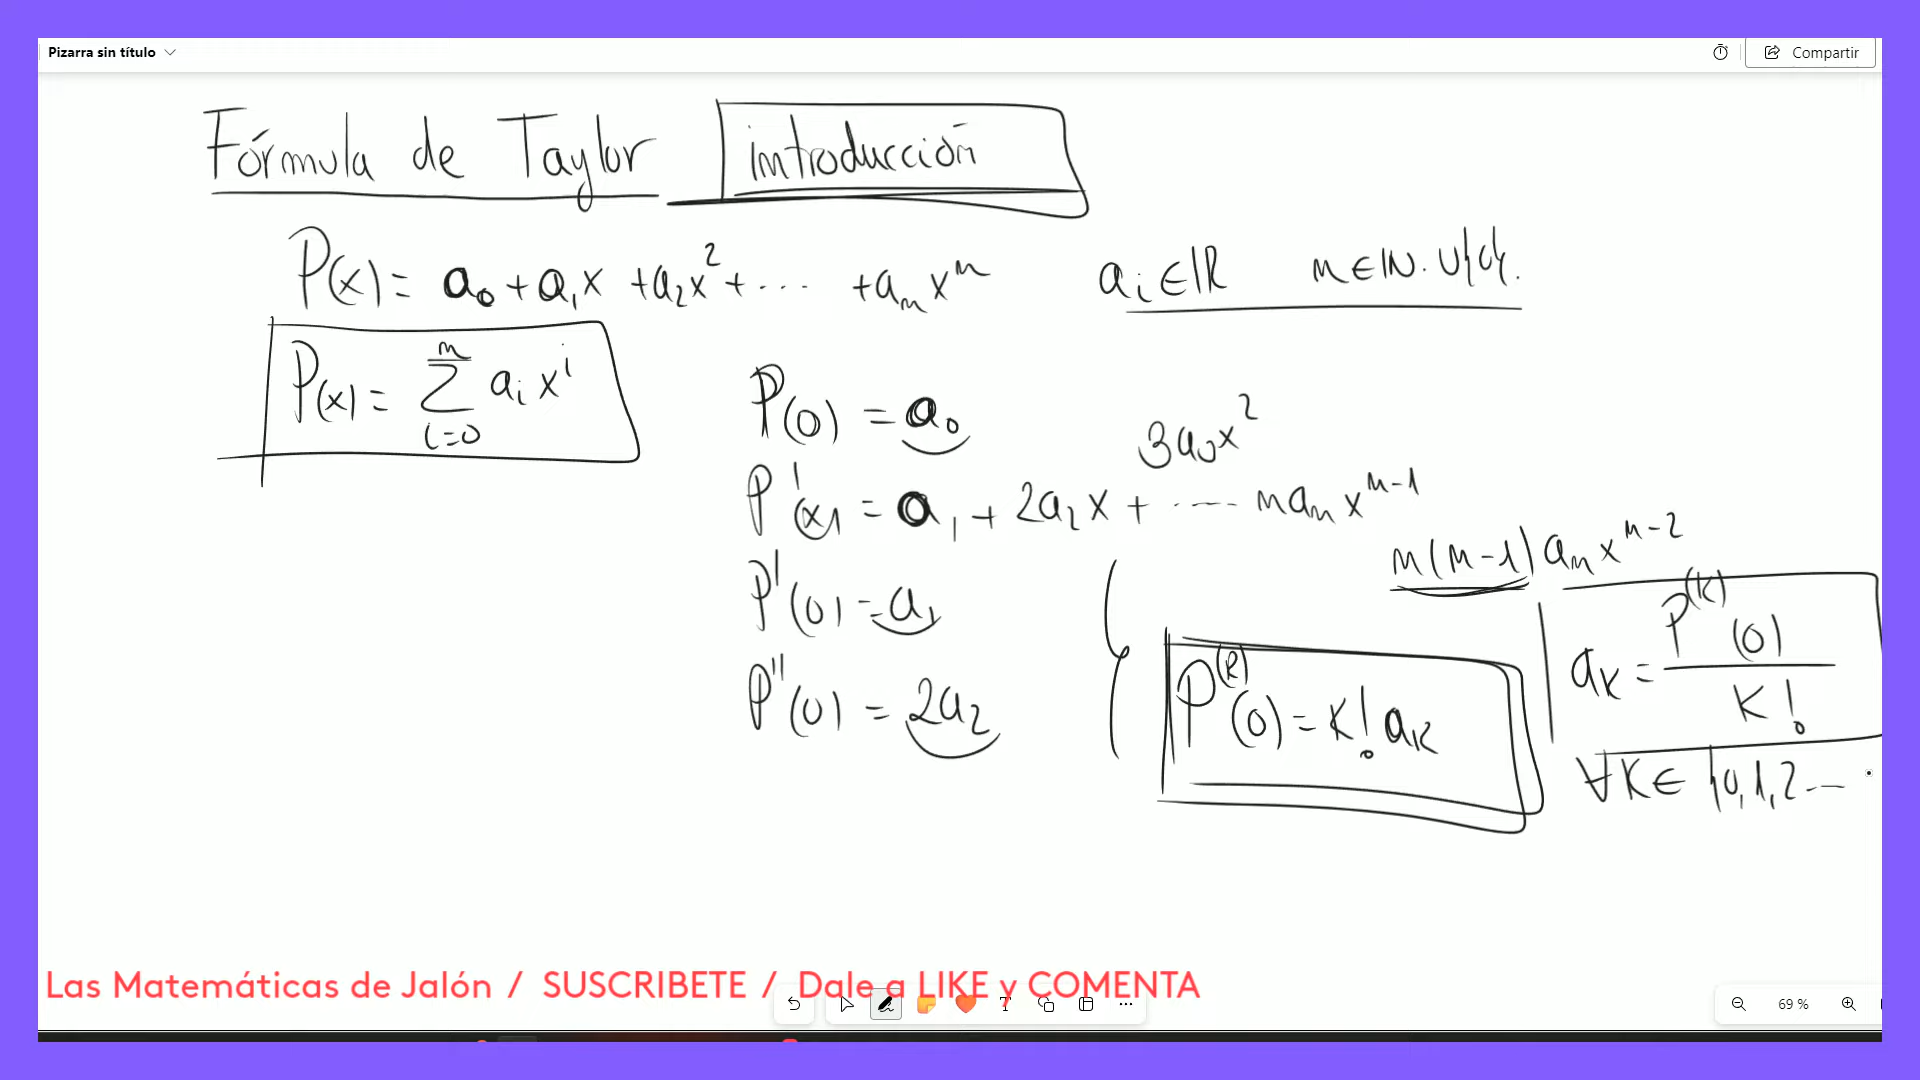 Pizarra sin título
Compartir
Fórmula de Taylor introducción
P(x) = a₀ + a₁x + a₂x² + ... + aₙxⁿ aᵢ ∈ ℝ n ∈ ℕ ∪ {0}.
P(x) = ∑ᵢ₌₀ⁿ aᵢxⁱ
P(0) = a₀
3a₃x²
P'(x) = a₁ + 2a₂x + ..... naₙxⁿ⁻¹
n(n-1)aₙxⁿ⁻²
P'(0) = a₁
P''(0) = 2a₂
P⁽ᵏ⁾(0) = k! aₖ
aₖ = P⁽ᵏ⁾(0) / k!
∀k ∈ {0,1,2...
Las Matemáticas de Jalón / SUSCRIBETE / Dale a LIKE y COMENTA
69 %